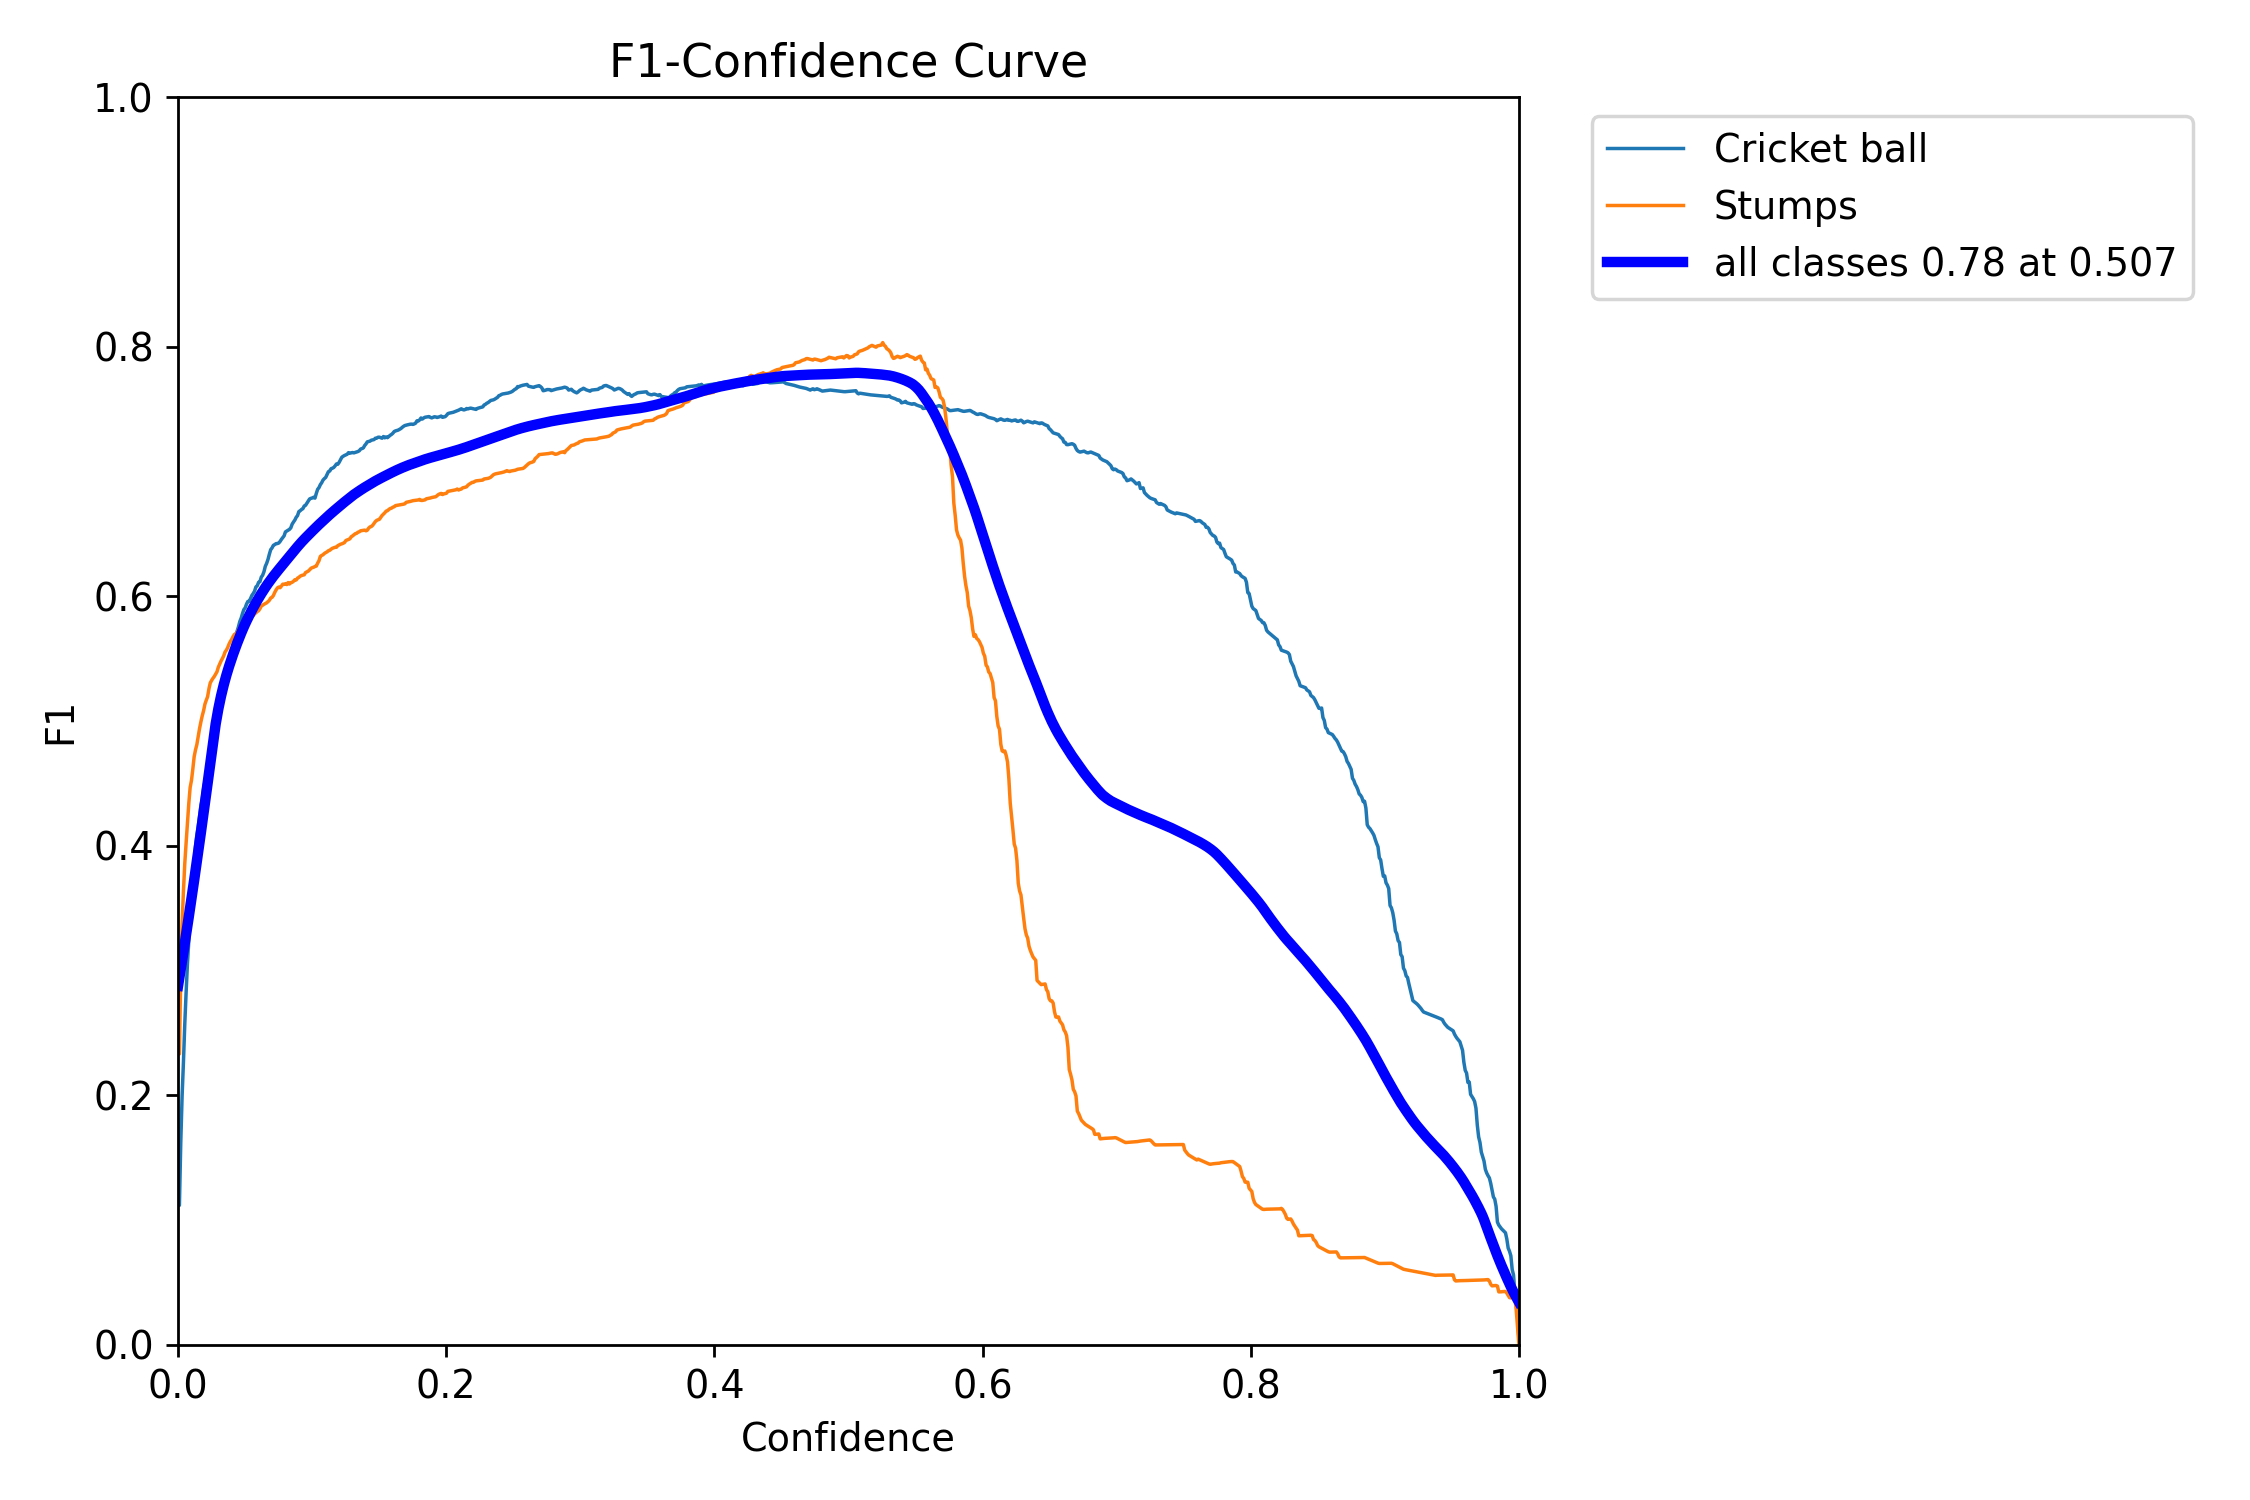 F1-Confidence Curve
1.0
0.8
0.6
0.4
0.2
0.0
F1
0.0 0.2 0.4 0.6 0.8 1.0
Confidence
Cricket ball
Stumps
all classes 0.78 at 0.507